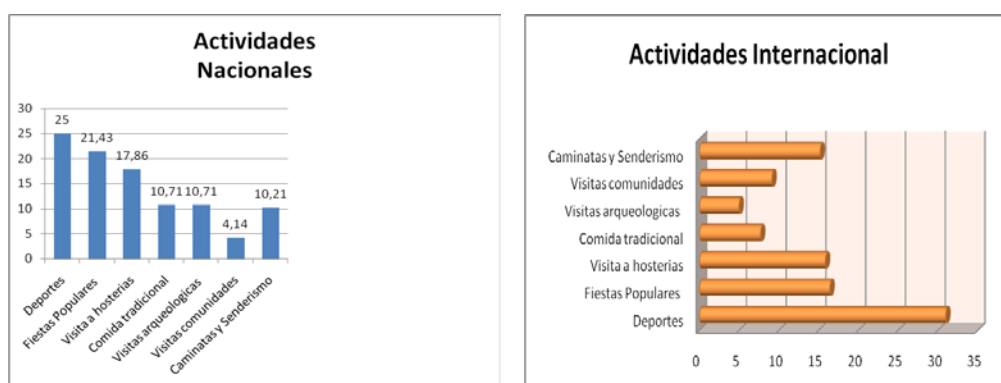 Actividades
Nacionales
30
25
20
15
10
5
0
25
21,43
17,86
10,71
10,71
4,14
10,21
Deportes
Fiestas Populares
Visita a hosterias
Comida tradicional
Visitas arqueologicas
Visitas comunidades
Caminatas y Senderismo
Actividades Internacional
Caminatas y Senderismo
Visitas comunidades
Visitas arqueologicas
Comida tradicional
Visita a hosterias
Fiestas Populares
Deportes
0 5 10 15 20 25 30 35